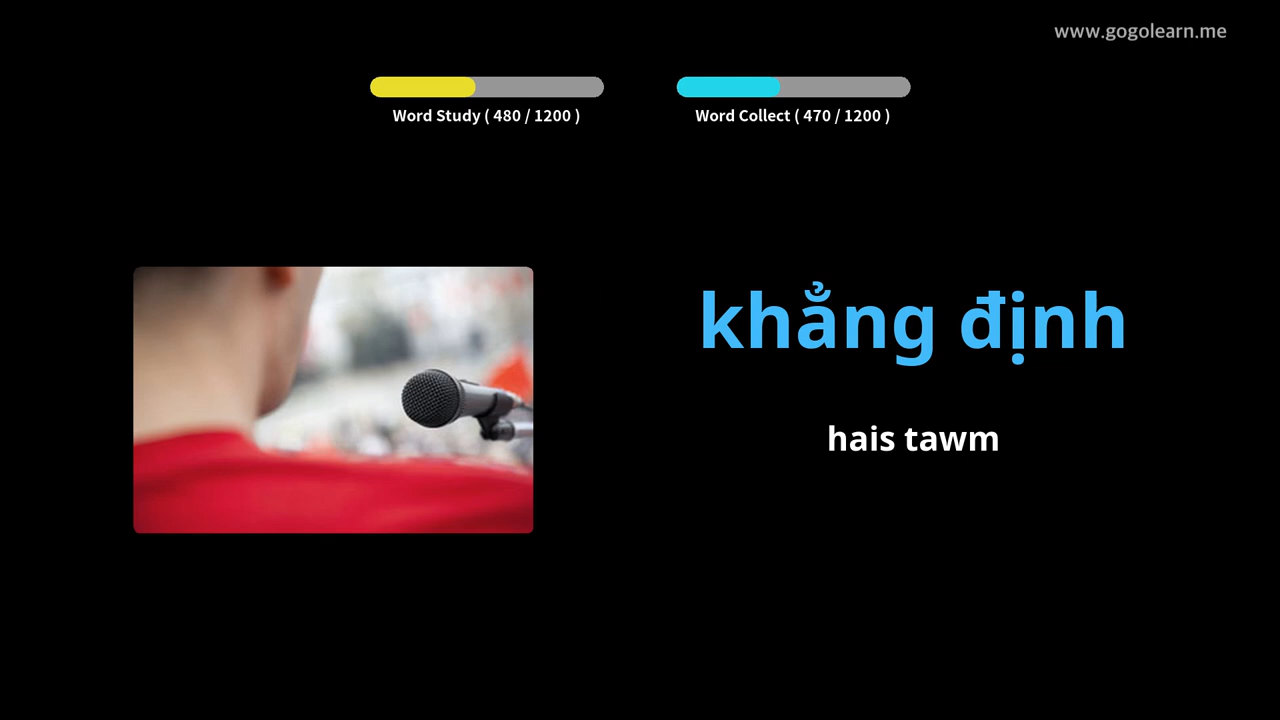 www.gogolearn.me
Word Study ( 480 / 1200 )
Word Collect ( 470 / 1200 )
khẳng định
hais tawm